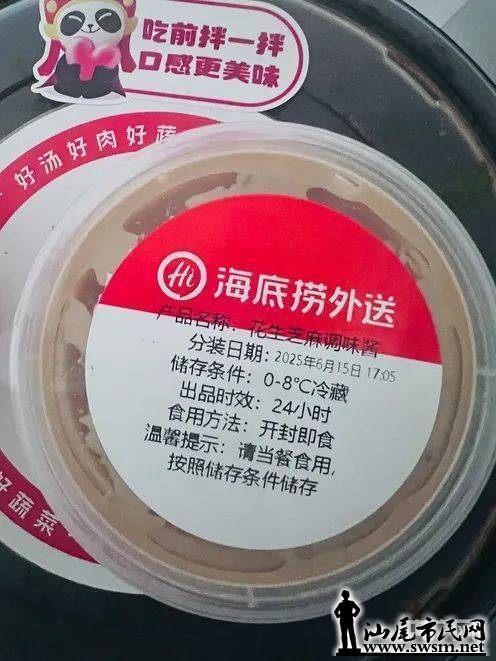 吃前拌一拌
口感更美味
好汤好肉好蔬
Hi 海底捞外送
产品名称：花生芝麻调味酱
分装日期：2025年6月15日 17:05
储存条件：0-8℃冷藏
出品时效：24小时
食用方法：开封即食
温馨提示：请当餐食用，
按照储存条件储存
好蔬菜
汕尾市民网
www.swsm.net